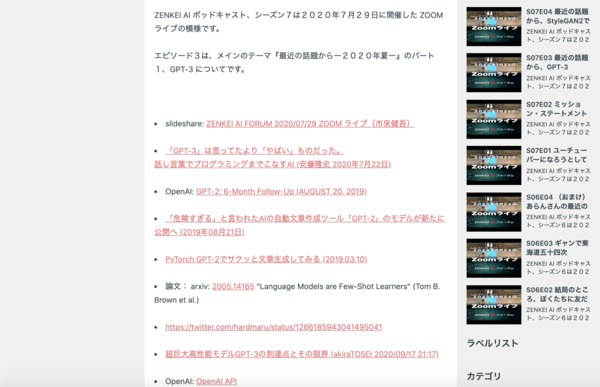 ZENKEI AI ポッドキャスト、シーズン７は２０２０年７月２９日に開催した ZOOM
ライブの模様です。
エピソード３は、メインのテーマ『最近の話題からー２０２０年夏ー』のパート
１、GPT-3 についてです。
slideshare: ZENKEI AI FORUM 2020/07/29 ZOOM ライブ（市來健吾）
「GPT-3」は思ってたより「やばい」ものだった。
話し言葉でプログラミングまでこなすAI (安藤隆史 2020年7月22日)
OpenAI: GPT-2: 6-Month Follow-Up (AUGUST 20, 2019)
「危険すぎる」と言われたAIの自動文章作成ツール「GPT-2」のモデルが新たに
公開へ (2019年08月21日)
PyTorch GPT-2でサクッと文章生成してみる (2019.03.10)
論文： arxiv: 2005.14165 "Language Models are Few-Shot Learners" (Tom B.
Brown et al.)
https://twitter.com/hardmaru/status/1266185943041495041
超巨大高性能モデルGPT-3の到達点とその限界 (akiraTOSEI 2020/09/17 21:17)
OpenAI: OpenAI API
S07E04 最近の話題
から、StyleGAN2で
ZENKEI AI ポッドキャス
ト、シーズン７は２０２
S07E03 最近の話題
から、GPT-3
ZENKEI AI ポッドキャス
ト、シーズン７は２０２
S07E02 ミッショ
ン・ステートメント
ZENKEI AI ポッドキャス
ト、シーズン７は２０２
S07E01 ユーチュー
バーになろうとして
ZENKEI AI ポッドキャス
ト、シーズン７は２０２
S06E04 （おまけ）
あらんさんの最近の
ZENKEI AI ポッドキャス
ト、シーズン６は２０２
S06E03 ギャンで東
海道五十四次
ZENKEI AI ポッドキャス
ト、シーズン６は２０２
S06E02 結局のとこ
ろ、ぼくたちに友だ
ZENKEI AI ポッドキャス
ト、シーズン６は２０２
ラベルリスト
カテゴリ